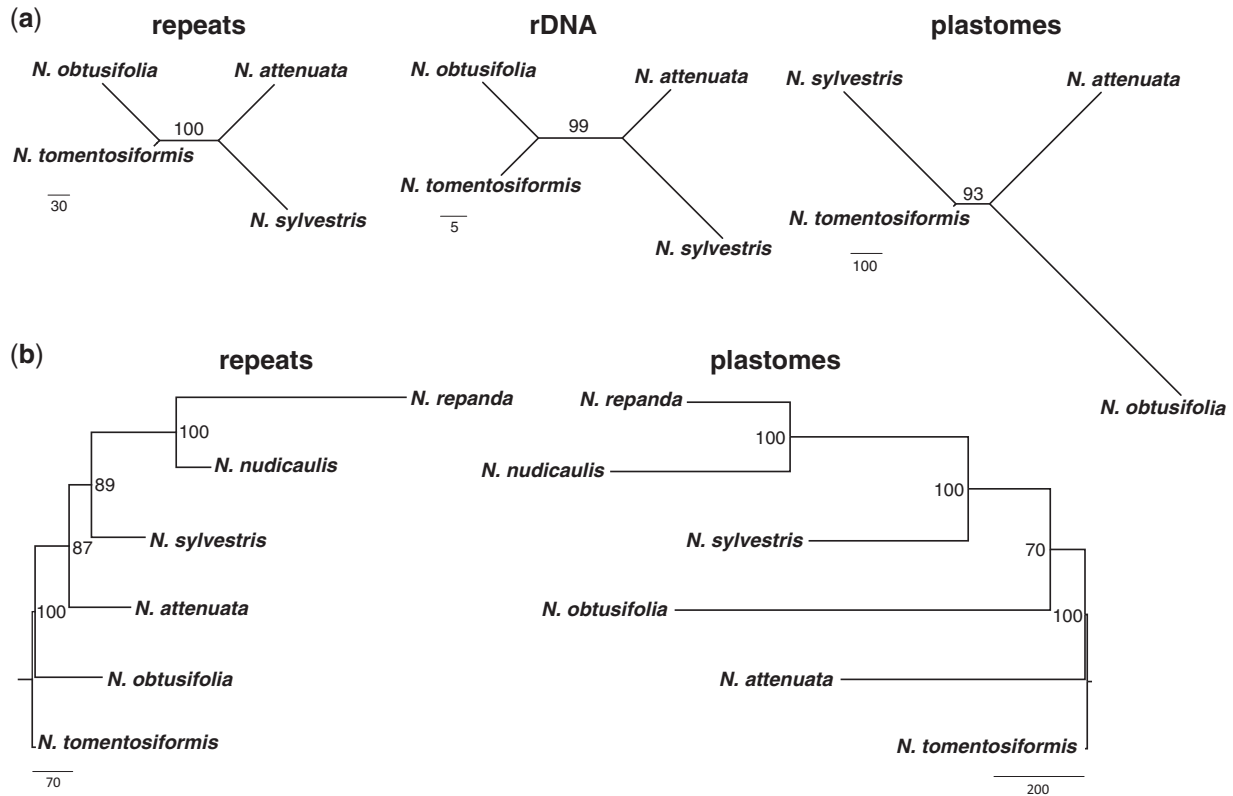 (a)
repeats
rDNA
plastomes
N. obtusifolia
N. attenuata
100
N. tomentosiformis
30
N. sylvestris
N. obtusifolia
N. attenuata
99
N. tomentosiformis
5
N. sylvestris
N. sylvestris
N. attenuata
93
N. tomentosiformis
100
N. obtusifolia
(b)
repeats
plastomes
N. repanda
100
N. nudicaulis
89
N. sylvestris
87
N. attenuata
100
N. obtusifolia
N. tomentosiformis
70
N. repanda
100
N. nudicaulis
100
N. sylvestris
70
N. obtusifolia
100
N. attenuata
N. tomentosiformis
200